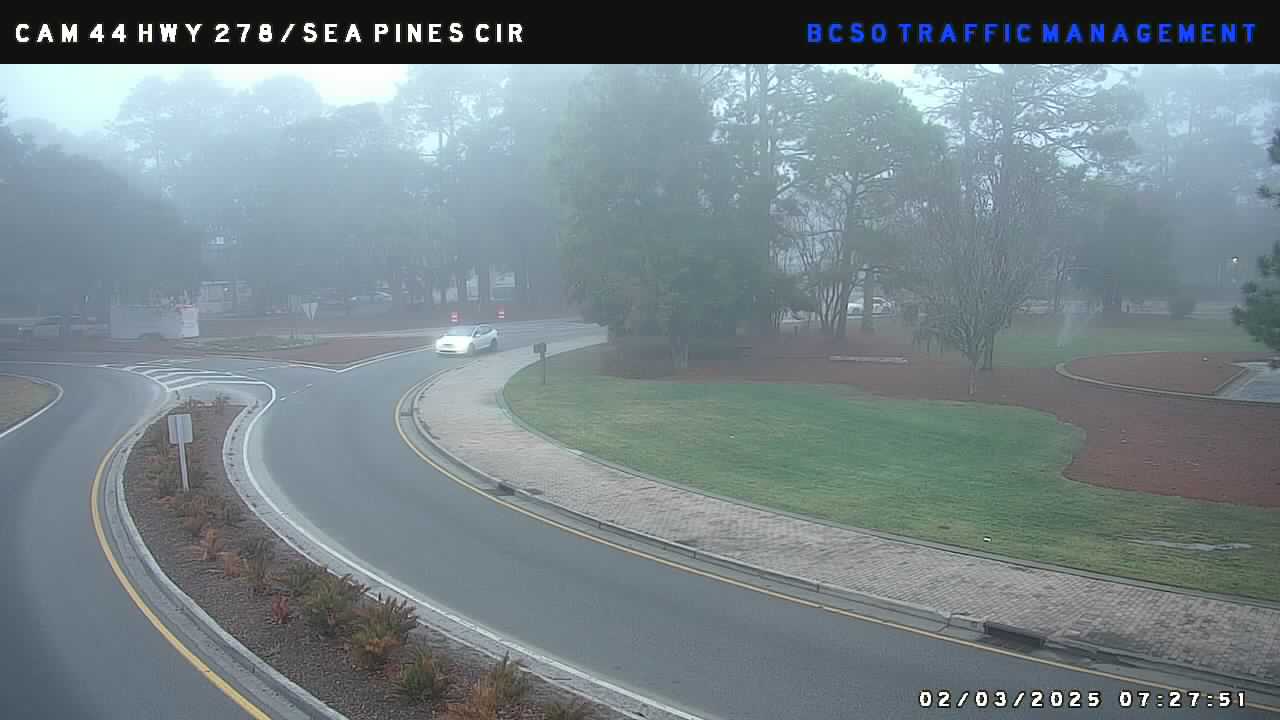 CAM 44 HWY 278/SEA PINES CIR
BCSO TRAFFIC MANAGEMENT
02/03/2025 07:27:51